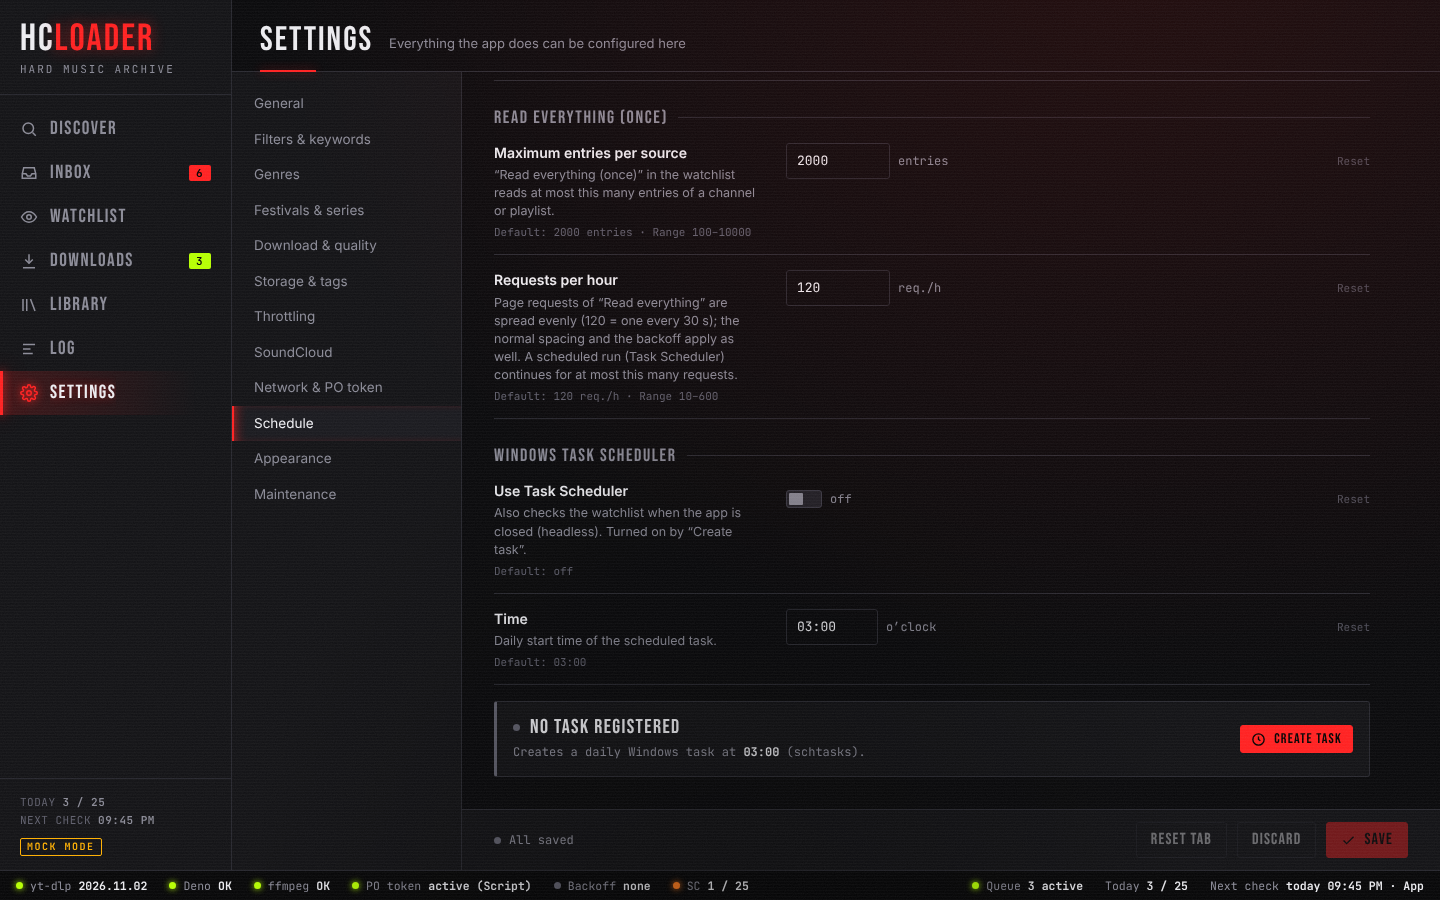 HCLOADER
HARD MUSIC ARCHIVE
DISCOVER
INBOX 6
WATCHLIST
DOWNLOADS 3
LIBRARY
LOG
SETTINGS
TODAY 3 / 25
NEXT CHECK 09:45 PM
MOCK MODE
SETTINGS Everything the app does can be configured here
General
Filters & keywords
Genres
Festivals & series
Download & quality
Storage & tags
Throttling
SoundCloud
Network & PO token
Schedule
Appearance
Maintenance
READ EVERYTHING (ONCE)
Maximum entries per source
“Read everything (once)” in the watchlist
reads at most this many entries of a channel
or playlist.
Default: 2000 entries · Range 100–10000
2000 entries
Reset
Requests per hour
Page requests of “Read everything” are
spread evenly (120 = one every 30 s); the
normal spacing and the backoff apply as
well. A scheduled run (Task Scheduler)
continues for at most this many requests.
Default: 120 req./h · Range 10–600
120 req./h
Reset
WINDOWS TASK SCHEDULER
Use Task Scheduler
Also checks the watchlist when the app is
closed (headless). Turned on by “Create
task”.
Default: off
off
Reset
Time
Daily start time of the scheduled task.
Default: 03:00
03:00 o’clock
Reset
NO TASK REGISTERED
Creates a daily Windows task at 03:00 (schtasks).
CREATE TASK
All saved
RESET TAB
DISCARD
SAVE
yt-dlp 2026.11.02 Deno OK ffmpeg OK PO token active (Script) Backoff none SC 1 / 25 Queue 3 active Today 3 / 25 Next check today 09:45 PM · App